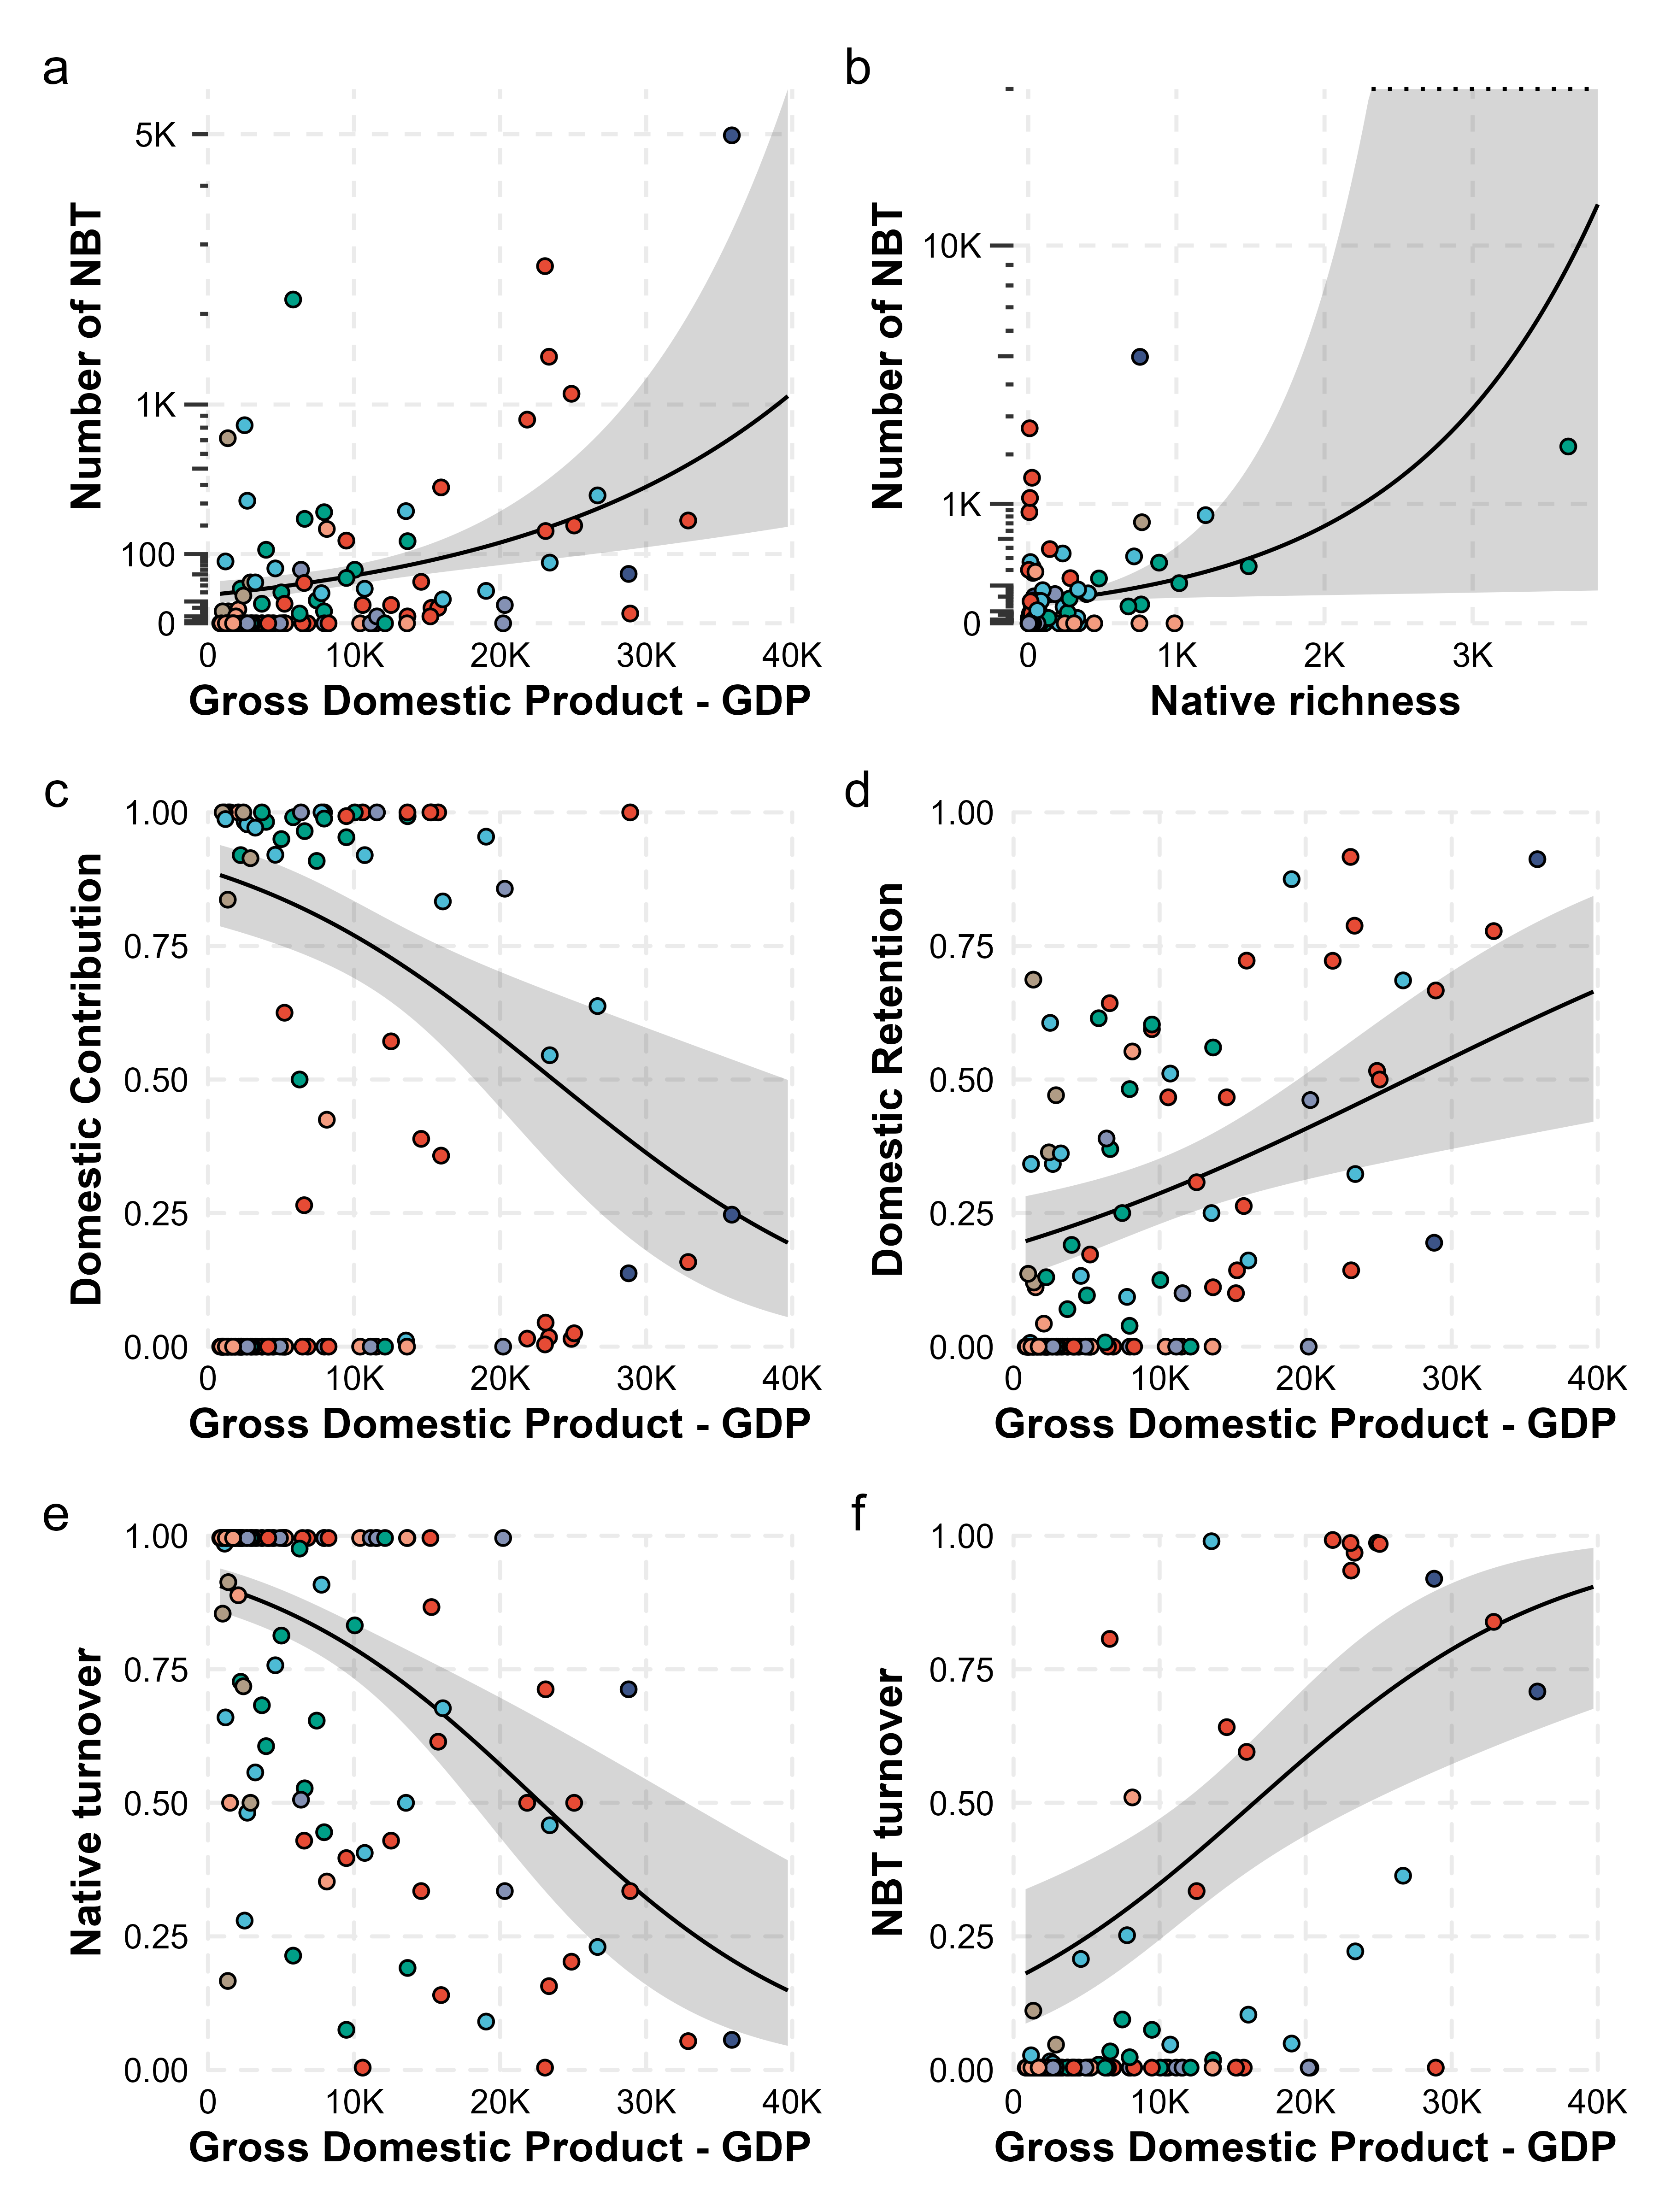 a
5K
1K
100
0
Number of NBT
0 10K 20K 30K 40K
Gross Domestic Product - GDP
b
10K
1K
0
Number of NBT
0 1K 2K 3K
Native richness
c
1.00
0.75
0.50
0.25
0.00
Domestic Contribution
0 10K 20K 30K 40K
Gross Domestic Product - GDP
d
1.00
0.75
0.50
0.25
0.00
Domestic Retention
0 10K 20K 30K 40K
Gross Domestic Product - GDP
e
1.00
0.75
0.50
0.25
0.00
Native turnover
0 10K 20K 30K 40K
Gross Domestic Product - GDP
f
1.00
0.75
0.50
0.25
0.00
NBT turnover
0 10K 20K 30K 40K
Gross Domestic Product - GDP